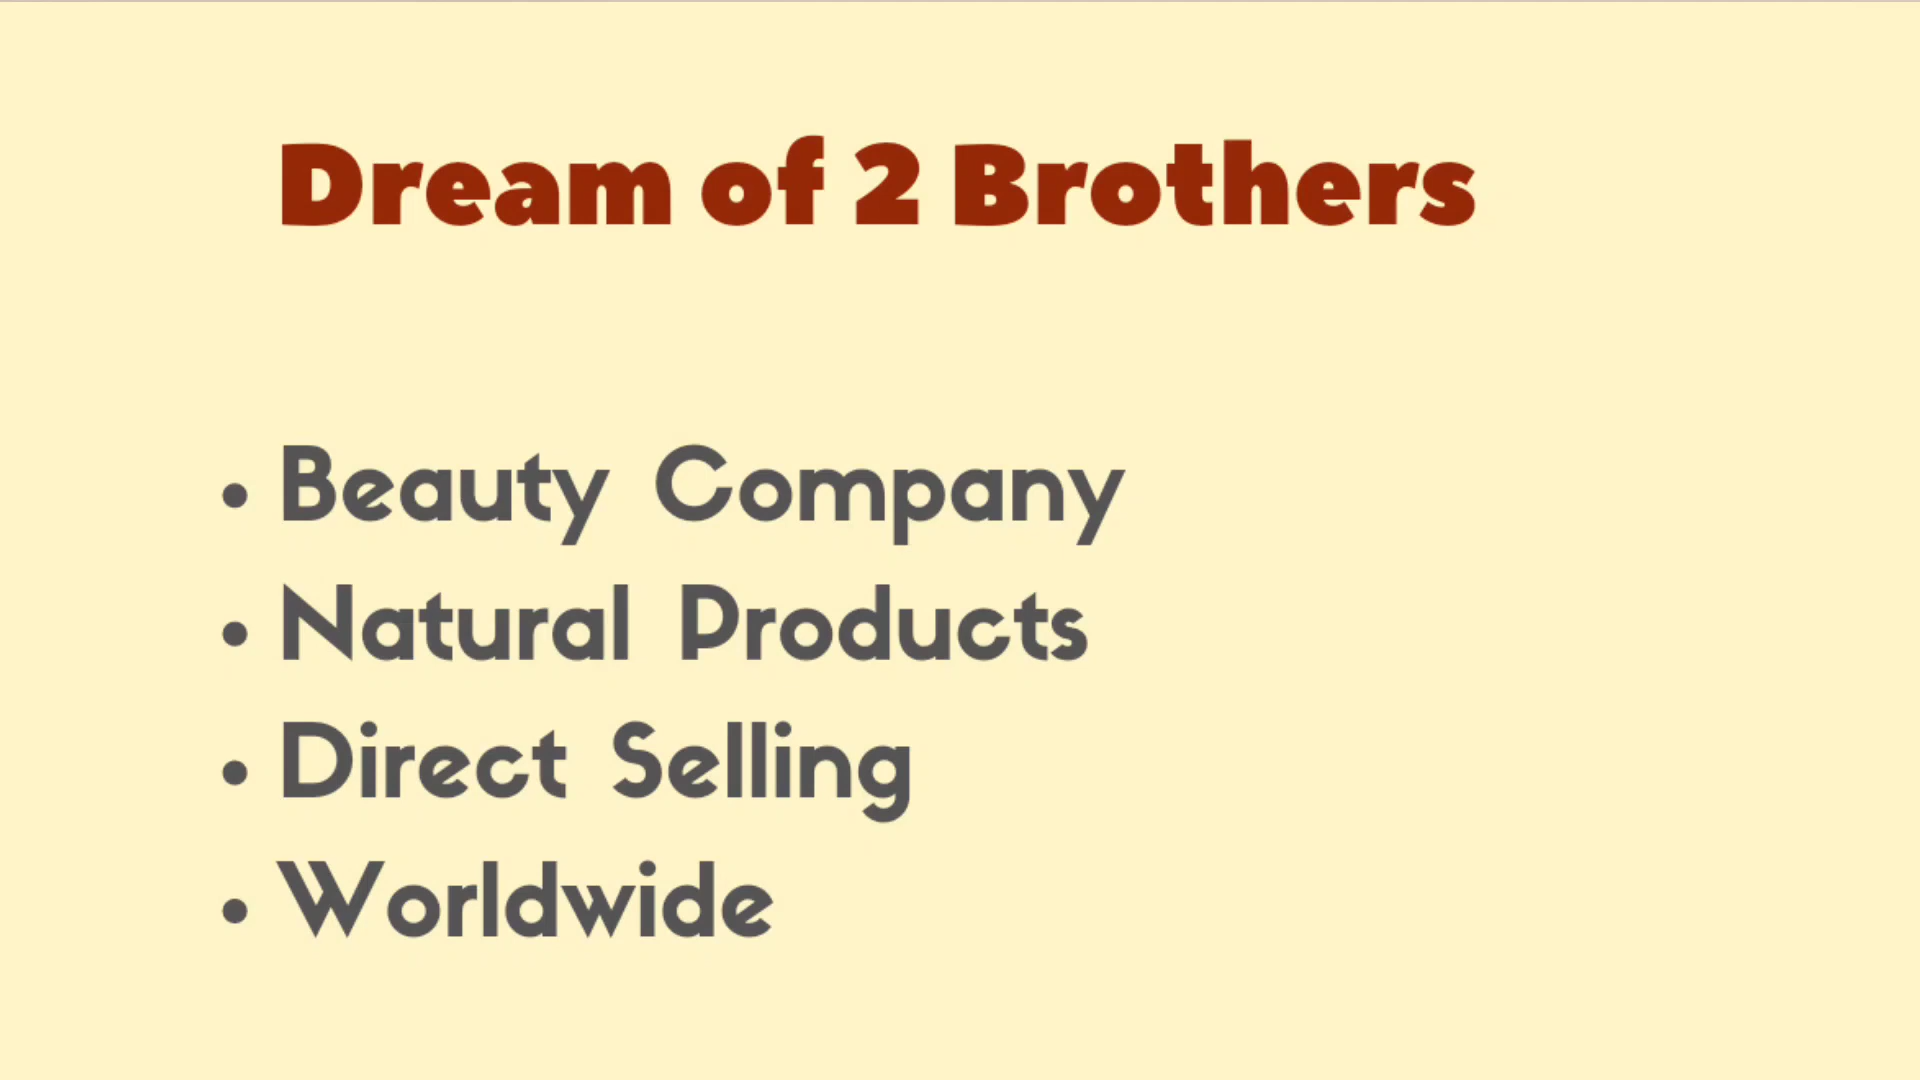 Dream of 2 Brothers
• Beauty Company
• Natural Products
• Direct Selling
• Worldwide